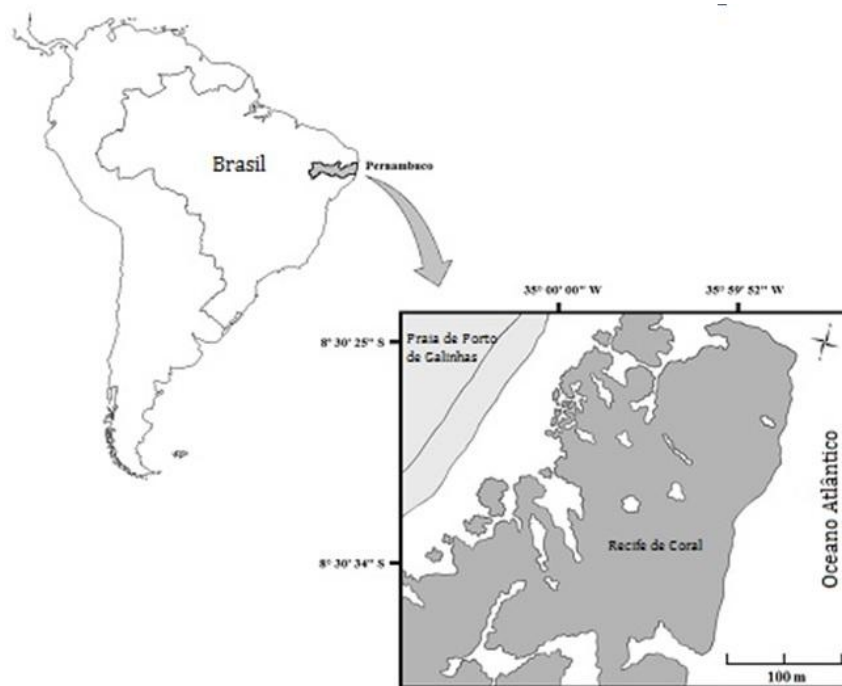 Brasil
Pernambuco
35° 00' 00" W
35° 59' 52" W
8° 30' 25" S
Praia de Porto
de Galinhas
Oceano Atlântico
Recife de Coral
8° 30' 34" S
100 m